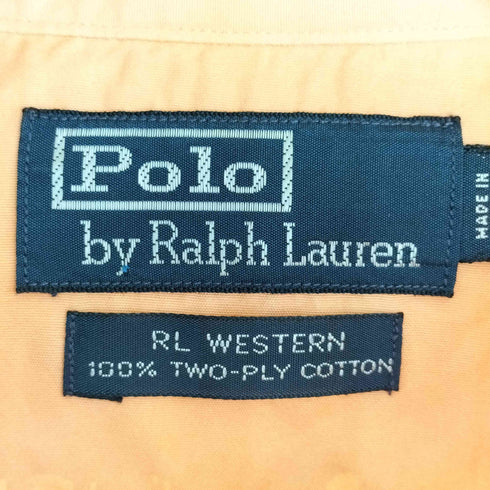 Polo
by Ralph Lauren
MADE IN
RL WESTERN
100% TWO-PLY COTTON